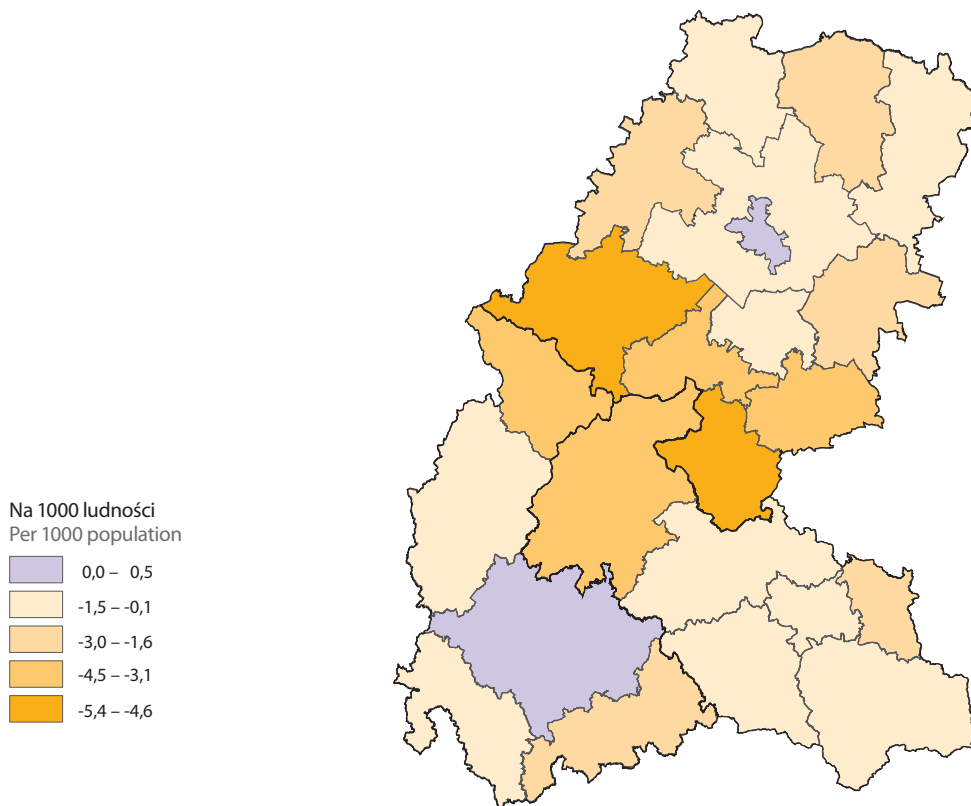 Na 1000 ludności
Per 1000 population
0,0 – 0,5
-1,5 – -0,1
-3,0 – -1,6
-4,5 – -3,1
-5,4 – -4,6